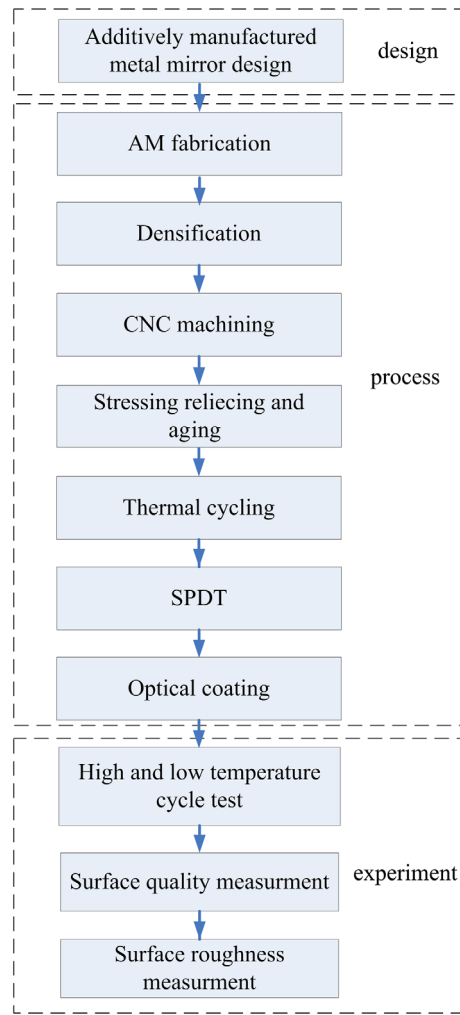 Additively manufactured
metal mirror design
design
AM fabrication
Densification
CNC machining
process
Stressing reliecing and
aging
Thermal cycling
SPDT
Optical coating
High and low temperature
cycle test
Surface quality measurment
experiment
Surface roughness
measurment